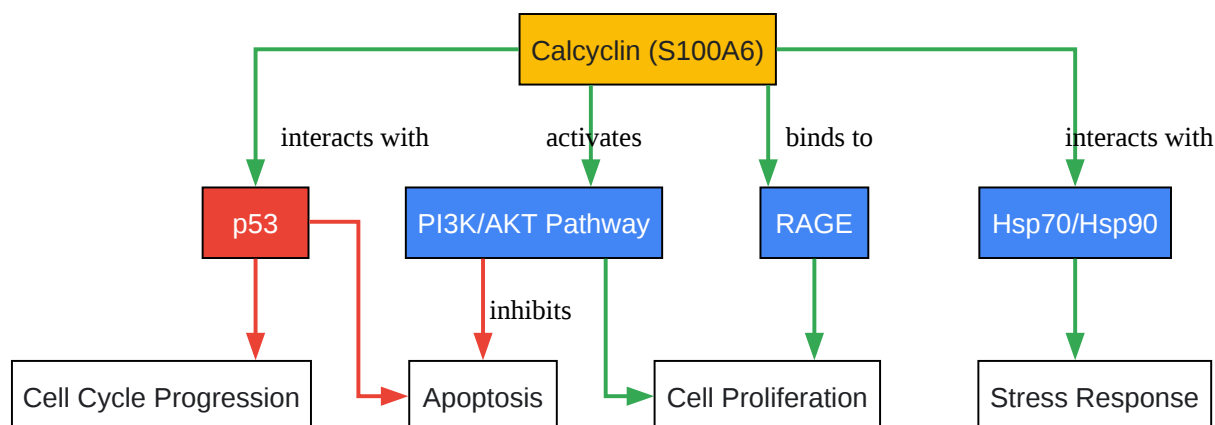 Calcyclin (S100A6)
interacts with
activates
binds to
interacts with
p53
PI3K/AKT Pathway
RAGE
Hsp70/Hsp90
inhibits
Cell Cycle Progression
Apoptosis
Cell Proliferation
Stress Response